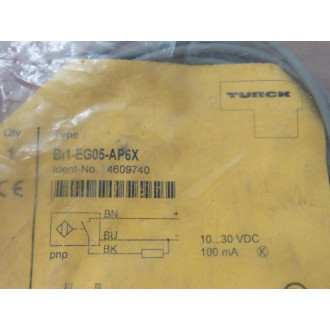 TURCK
Qty
Type
1
Bi1-EG05-AP6X
Ident-No. 4609740
CE
BN +
BU -
BK
pnp
10...30 VDC
100 mA K